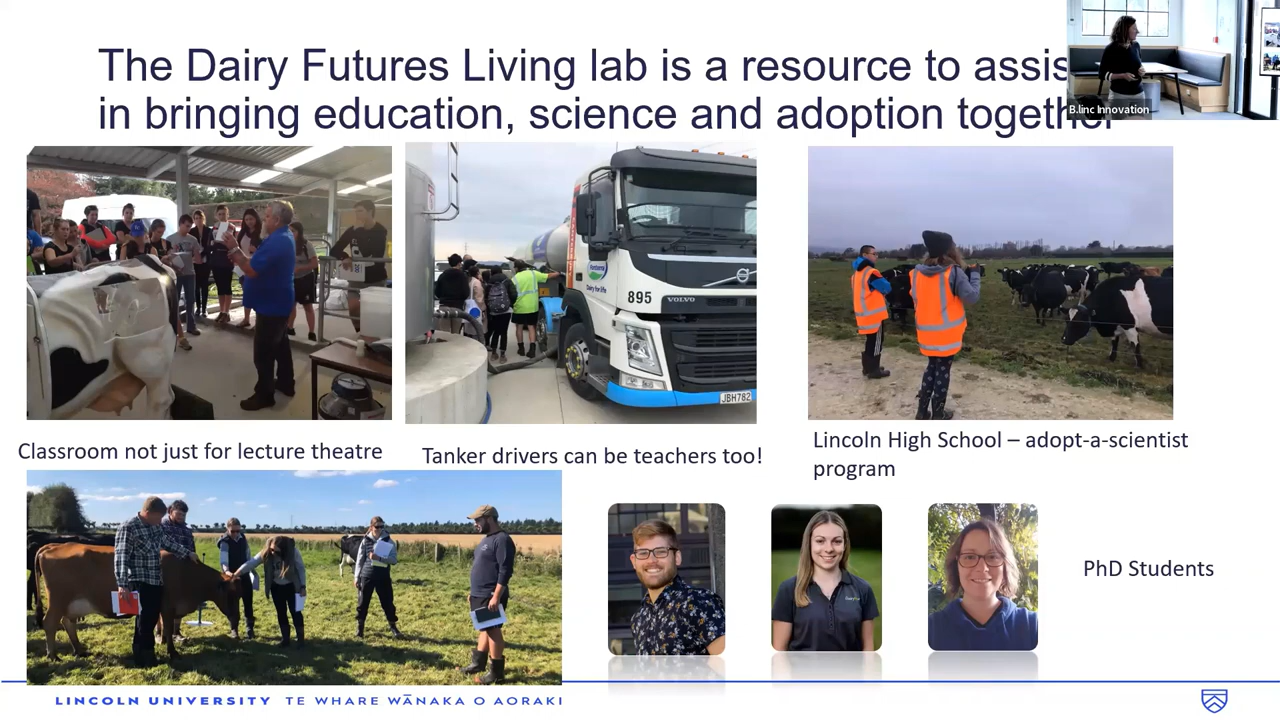 The Dairy Futures Living lab is a resource to assis
in bringing education, science and adoption together
B.linc Innovation
Fonterra
Dairy for life
895
VOLVO
JBH782
Classroom not just for lecture theatre
Tanker drivers can be teachers too!
Lincoln High School – adopt-a-scientist
program
PhD Students
LINCOLN UNIVERSITY TE WHARE WĀNAKA O AORAKI